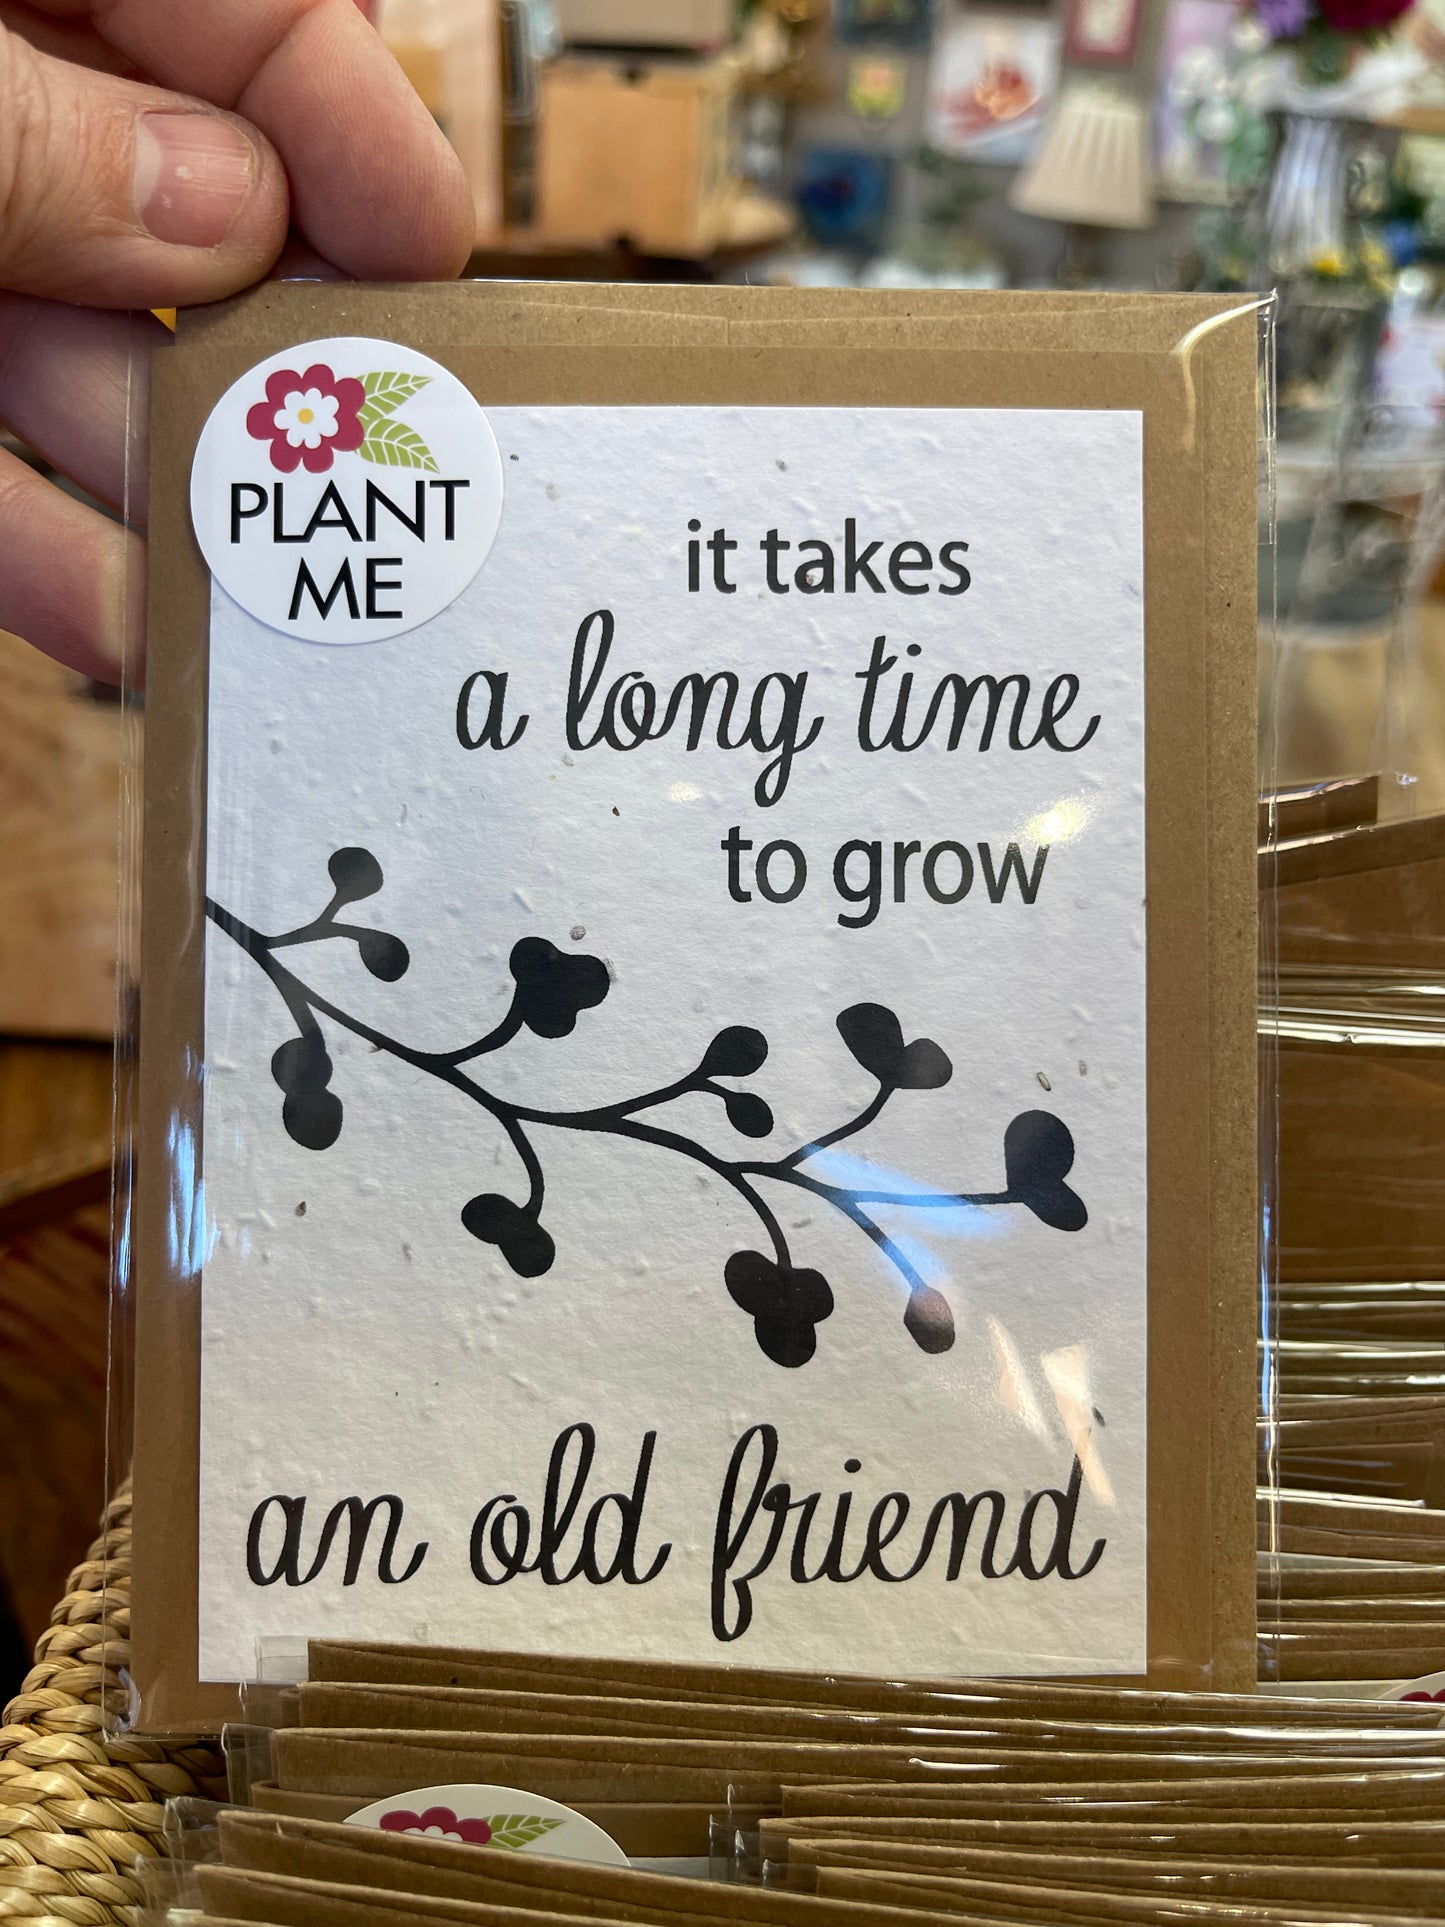 PLANT
ME
it takes
a long time
to grow
an old friend